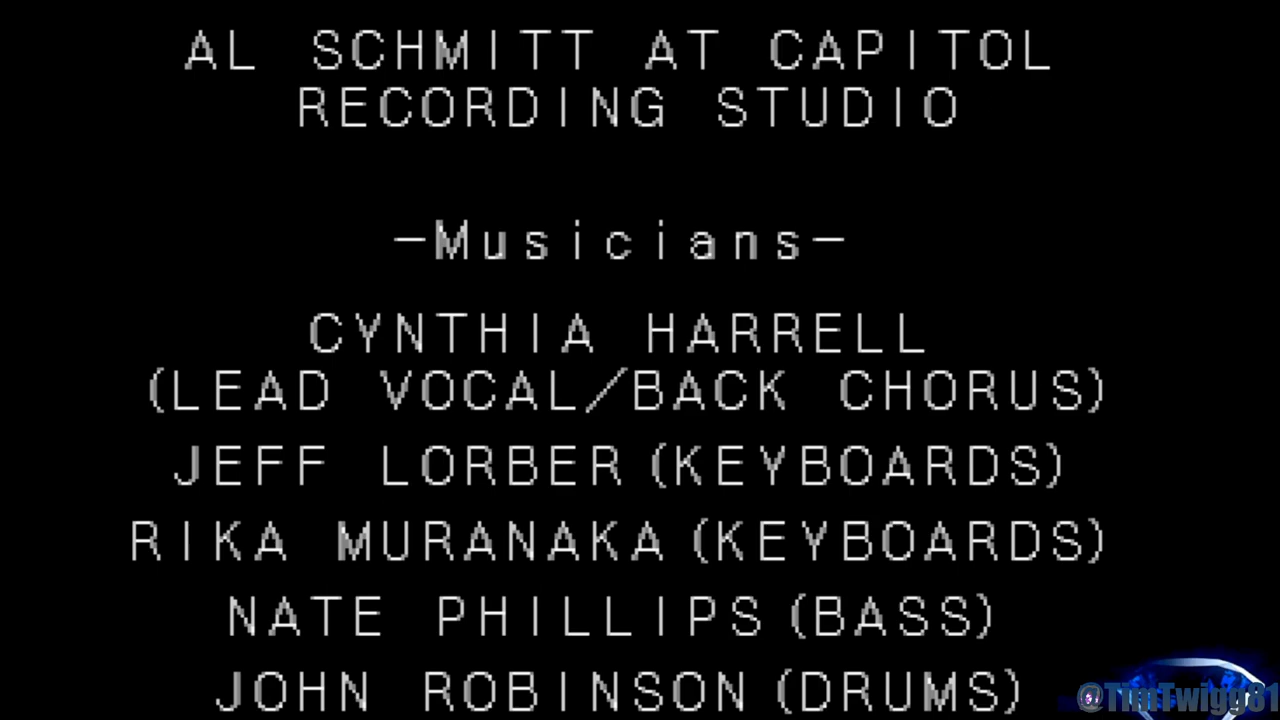 AL SCHMITT AT CAPITOL
RECORDING STUDIO
-Musicians-
CYNTHIA HARRELL
(LEAD VOCAL/BACK CHORUS)
JEFF LORBER(KEYBOARDS)
RIKA MURANAKA(KEYBOARDS)
NATE PHILLIPS(BASS)
JOHN ROBINSON(DRUMS)
@TimTwigg81